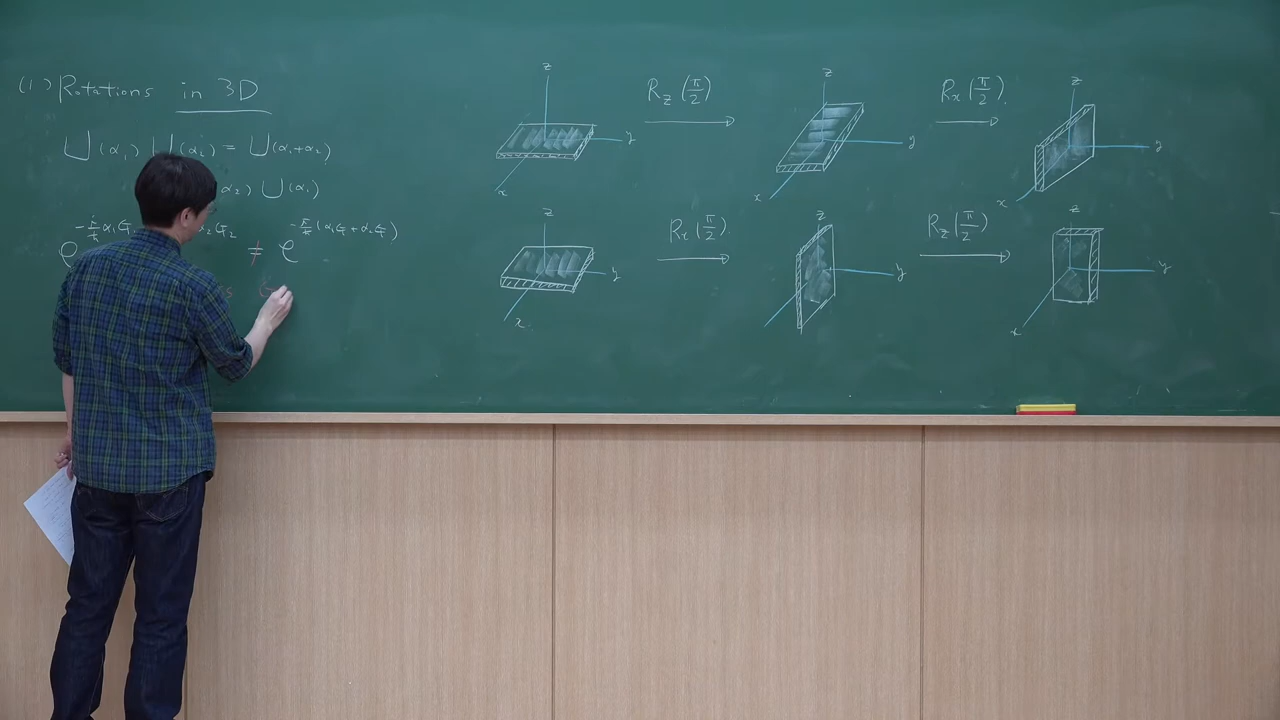 (1) Rotations in 3D
U(α₁) U(α₂) = U(α₁+α₂)
α₂) U(α₁)
≠ e^{-i/ħ(α₁G₁+α₂G₂)}
z
y
x
R_z(π/2)
z
y
x
R_x(π/2)
z
y
x
z
y
x
R_x(π/2)
z
y
R_z(π/2)
z
y
x